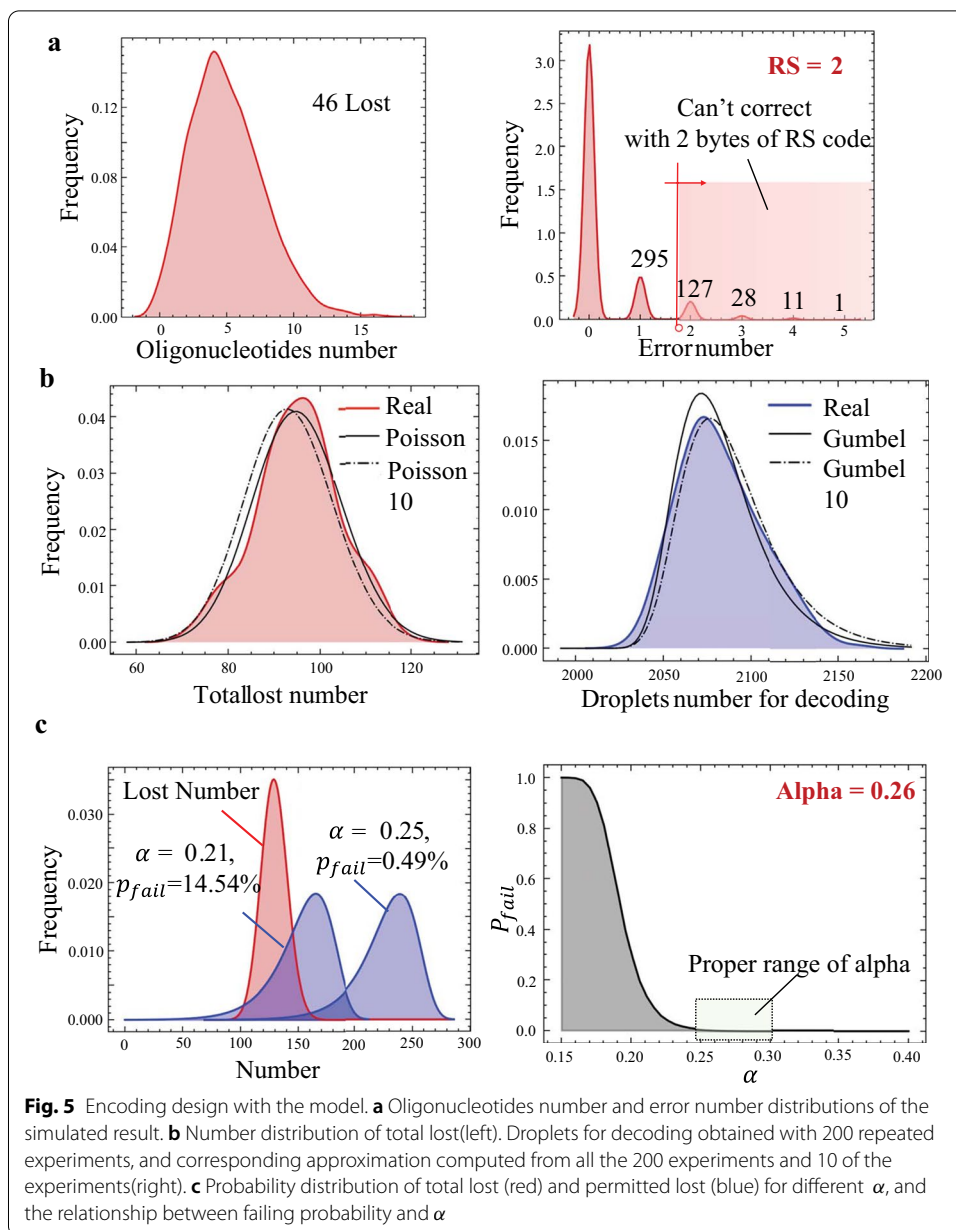 a
0.12
0.08
0.04
0.00
Frequency
46 Lost
0
5
10
15
Oligonucleotides number
3.0
2.5
2.0
1.5
1.0
0.5
0.0
Frequency
RS = 2
Can't correct
with 2 bytes of RS code
295
127
28
11
1
0
1
2
3
4
5
Errornumber
b
0.04
0.03
0.02
0.01
0.00
Frequency
Real
Poisson
Poisson
10
60
80
100
120
Totallost number
0.015
0.010
0.005
0.000
Real
Gumbel
Gumbel
10
2000
2050
2100
2150
2200
Droplets number for decoding
c
0.030
0.020
0.010
0.000
Frequency
Lost Number
α = 0.21,
p_fail=14.54%
α = 0.25,
p_fail=0.49%
0
50
100
150
200
250
300
Number
1.0
0.8
0.6
0.4
0.2
0.0
P_fail
Alpha = 0.26
Proper range of alpha
0.15
0.20
0.25
0.30
0.35
0.40
α
Fig. 5 Encoding design with the model. a Oligonucleotides number and error number distributions of the
simulated result. b Number distribution of total lost(left). Droplets for decoding obtained with 200 repeated
experiments, and corresponding approximation computed from all the 200 experiments and 10 of the
experiments(right). c Probability distribution of total lost (red) and permitted lost (blue) for different α, and
the relationship between failing probability and α